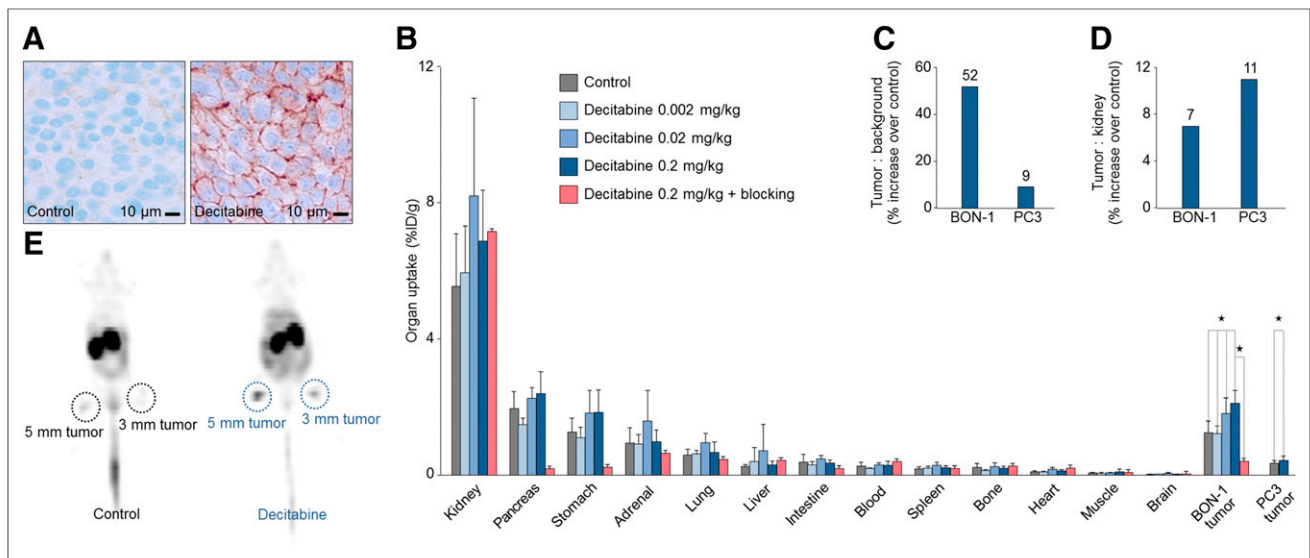 A
Control
10 µm
Decitabine
10 µm
B
Organ uptake (%ID/g)
12
8
4
0
Control
Decitabine 0.002 mg/kg
Decitabine 0.02 mg/kg
Decitabine 0.2 mg/kg
Decitabine 0.2 mg/kg + blocking
Kidney
Pancreas
Stomach
Adrenal
Lung
Liver
Intestine
Blood
Spleen
Bone
Heart
Muscle
Brain
BON-1
tumor
PC3
tumor
★
★
★
C
Tumor : background
(% increase over control)
60
40
20
0
52
9
BON-1
PC3
D
Tumor : kidney
(% increase over control)
12
8
4
0
7
11
BON-1
PC3
E
5 mm tumor
3 mm tumor
Control
5 mm tumor
3 mm tumor
Decitabine